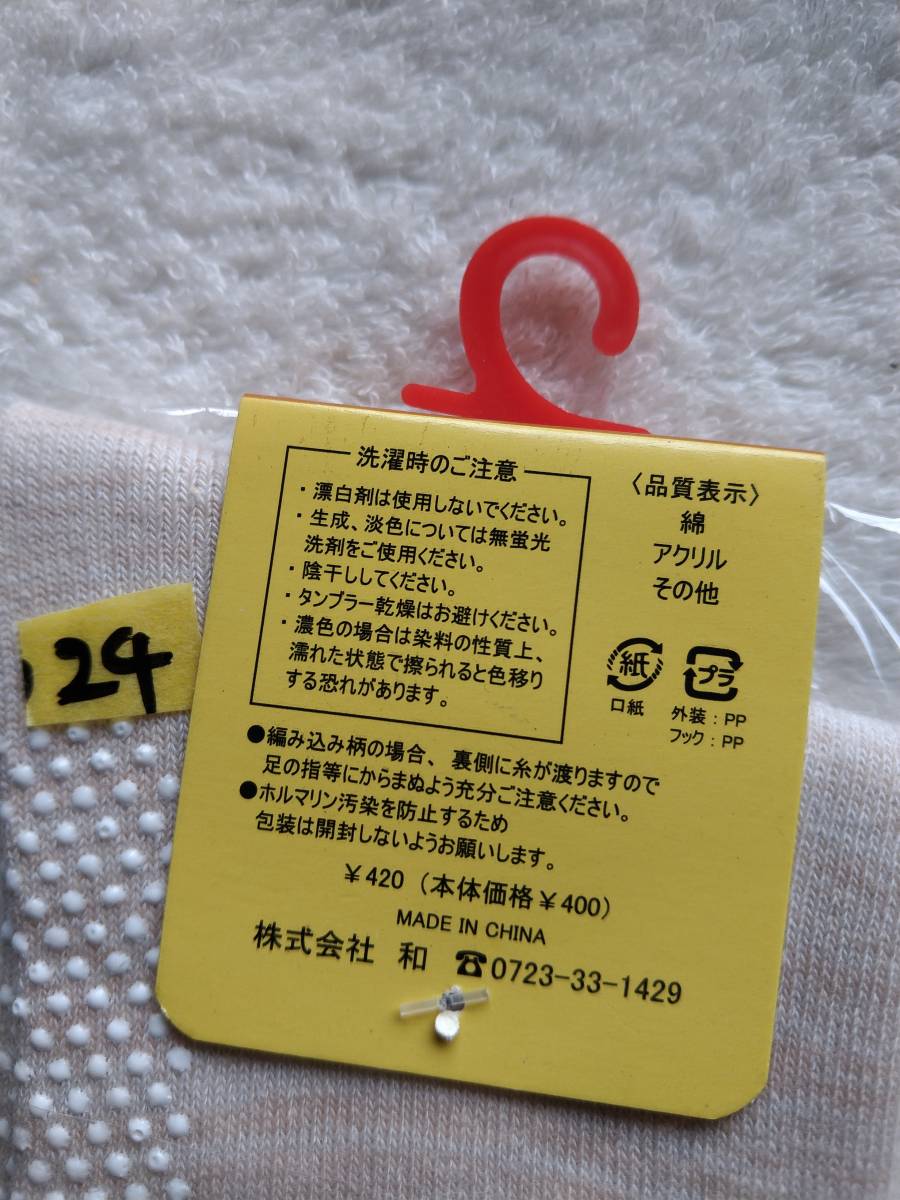 洗濯時のご注意
・漂白剤は使用しないでください。
・生成、淡色については無蛍光
洗剤をご使用ください。
・陰干ししてください。
・タンブラー乾燥はお避けください。
・濃色の場合は染料の性質上、
濡れた状態で擦られると色移り
する恐れがあります。
〈品質表示〉
綿
アクリル
その他
紙
口紙
プラ
外装：PP
フック：PP
24
●編み込み柄の場合、裏側に糸が渡りますので
足の指等にからまぬよう充分ご注意ください。
●ホルマリン汚染を防止するため
包装は開封しないようお願いします。
￥420（本体価格￥400）
MADE IN CHINA
株式会社 和 ☎0723-33-1429